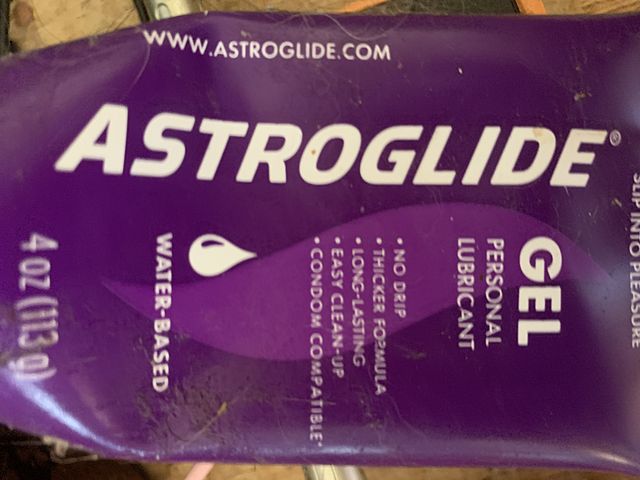 WWW.ASTROGLIDE.COM
ASTROGLIDE®
SLIP INTO PLEASURE
GEL
PERSONAL
LUBRICANT
• NO DRIP
• THICKER FORMULA
• LONG-LASTING
• EASY CLEAN-UP
• CONDOM COMPATIBLE*
WATER-BASED
4 OZ (113 g)